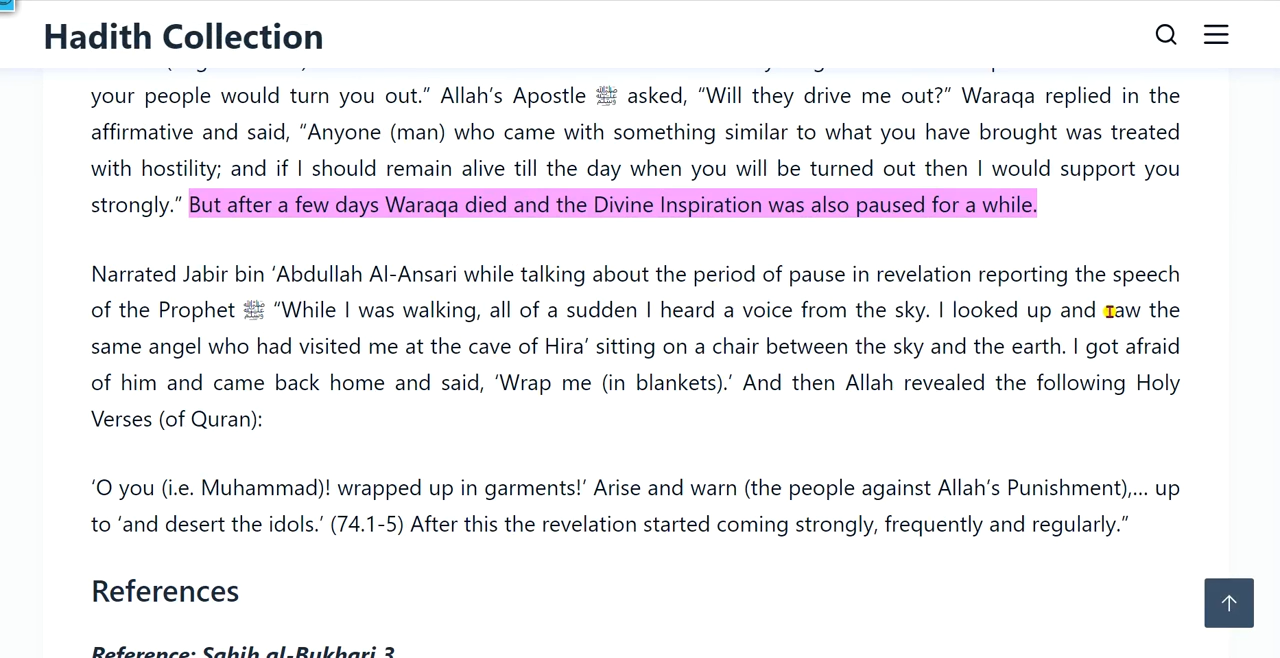 Hadith Collection
your people would turn you out.” Allah’s Apostle ﷺ asked, “Will they drive me out?” Waraqa replied in the
affirmative and said, “Anyone (man) who came with something similar to what you have brought was treated
with hostility; and if I should remain alive till the day when you will be turned out then I would support you
strongly.” But after a few days Waraqa died and the Divine Inspiration was also paused for a while.
Narrated Jabir bin ‘Abdullah Al-Ansari while talking about the period of pause in revelation reporting the speech
of the Prophet ﷺ “While I was walking, all of a sudden I heard a voice from the sky. I looked up and saw the
same angel who had visited me at the cave of Hira’ sitting on a chair between the sky and the earth. I got afraid
of him and came back home and said, ‘Wrap me (in blankets).’ And then Allah revealed the following Holy
Verses (of Quran):
‘O you (i.e. Muhammad)! wrapped up in garments!’ Arise and warn (the people against Allah’s Punishment),… up
to ‘and desert the idols.’ (74.1-5) After this the revelation started coming strongly, frequently and regularly.”
References
Reference: Sahih al-Bukhari 3